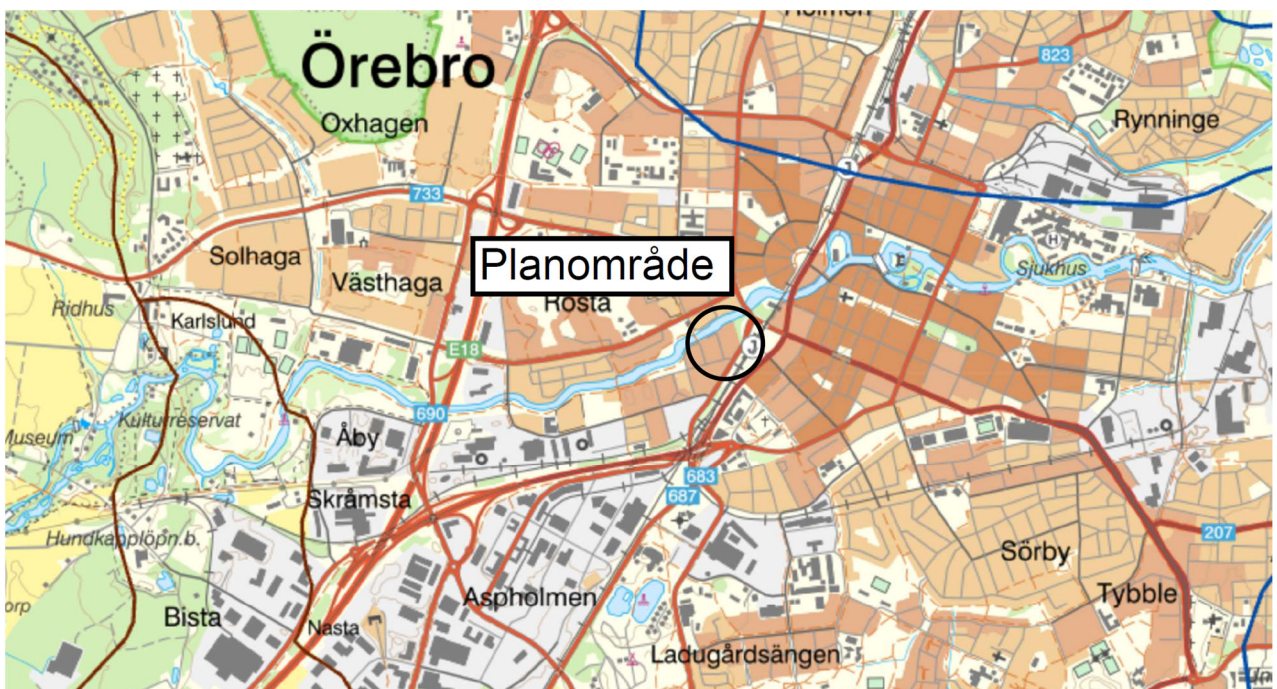 Örebro
Oxhagen
Holmen
823
Rynninge
733
Solhaga
Västhaga
Planområde
Rosta
J
H
Sjukhus
Ridhus
Karlslund
E18
J
690
Museum
Kulturreservat
Åby
Skråmsta
683
687
Hundkapplöpn.b.
207
Sörby
Tybble
Aspholmen
Bista
Nasta
Ladugårdsängen